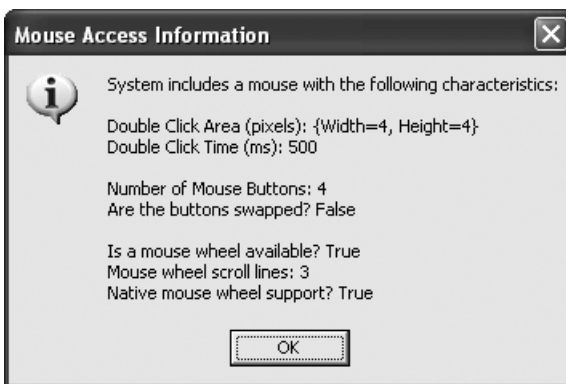 Mouse Access Information
System includes a mouse with the following characteristics:
Double Click Area (pixels): {Width=4, Height=4}
Double Click Time (ms): 500
Number of Mouse Buttons: 4
Are the buttons swapped? False
Is a mouse wheel available? True
Mouse wheel scroll lines: 3
Native mouse wheel support? True
OK